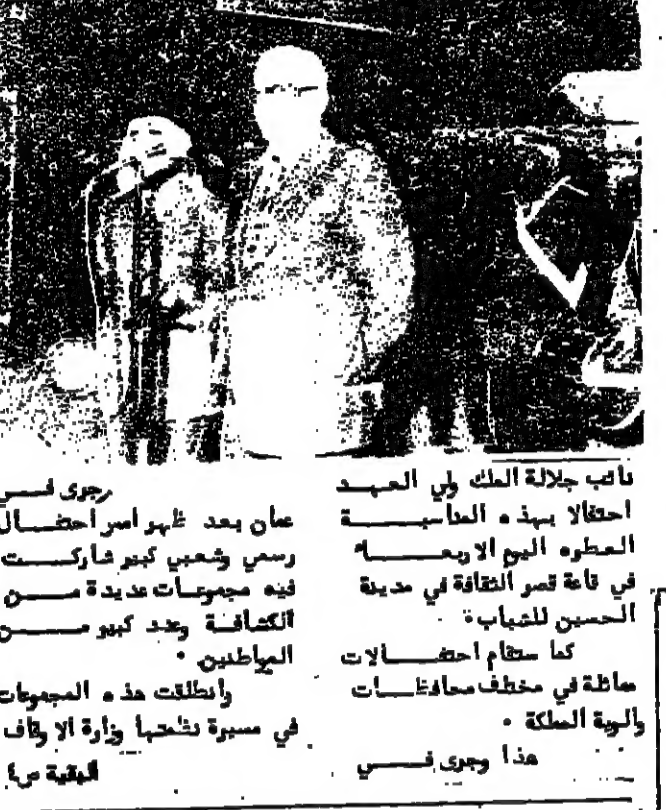 نائب جلالة الملك ولي العهد
احتفالا بهذه المناسبة
العطره اليوم الاربعاء
في قاعة قصر الثقافة في مدينة
الحسين للشباب.
كما ستقام احتفالات
مماثلة في مختلف محافظات
والوية المملكة.
هذا وجرى في
وجرى في
عمان بعد ظهر امس احتفال
رسمي وشعبي كبير شاركت
فيه مجموعات عديدة من
الكشافة وعدد كبير من
المواطنين.
وانطلقت هذه المجموعات
في مسيرة نظمتها وزارة الاوقاف
البقية ص٤